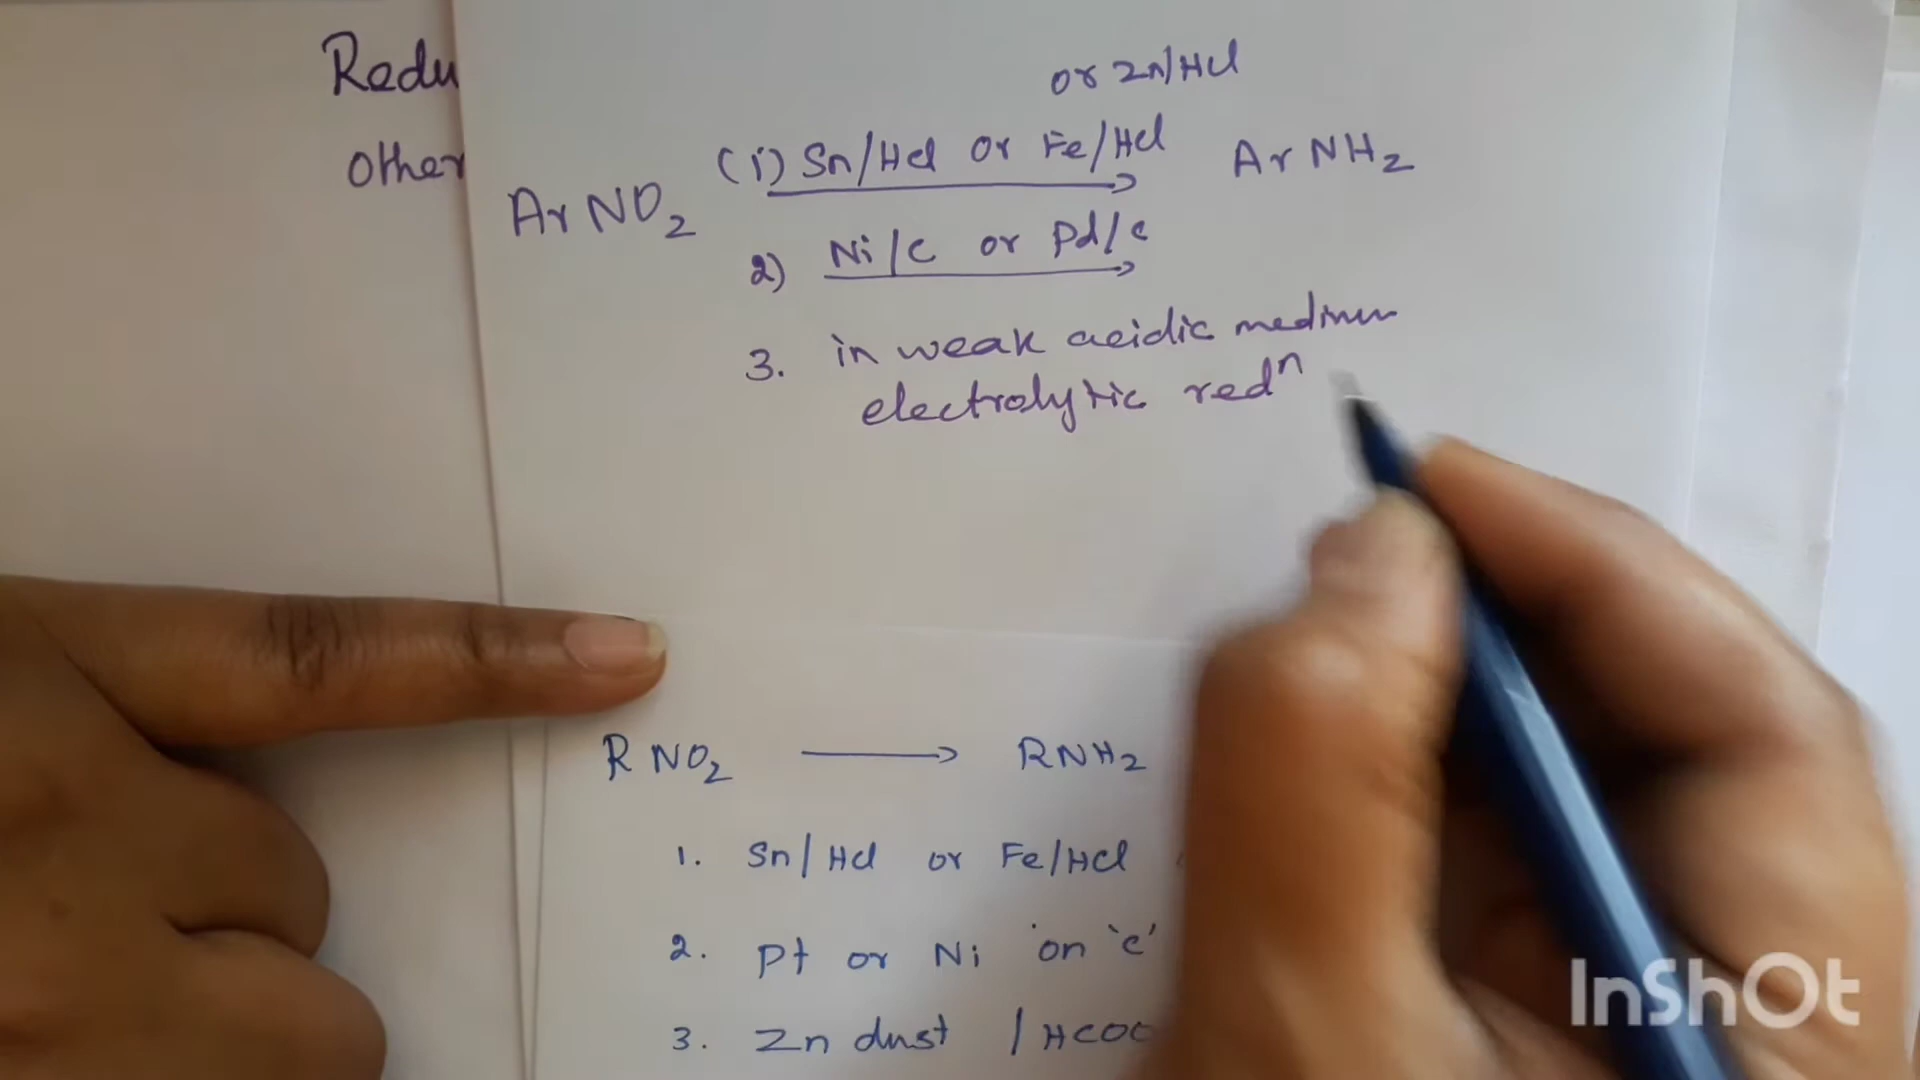 Redu
other
or Zn/HCl
(1) Sn/HCl or Fe/HCl
ArNO2
ArNH2
2) Ni/C or Pd/C
3. in weak acidic medium
electrolytic redn
RNO2 → RNH2
1. Sn/HCl or Fe/HCl
2. Pt or Ni on 'C'
3. Zn dust / HCOO
InShOt